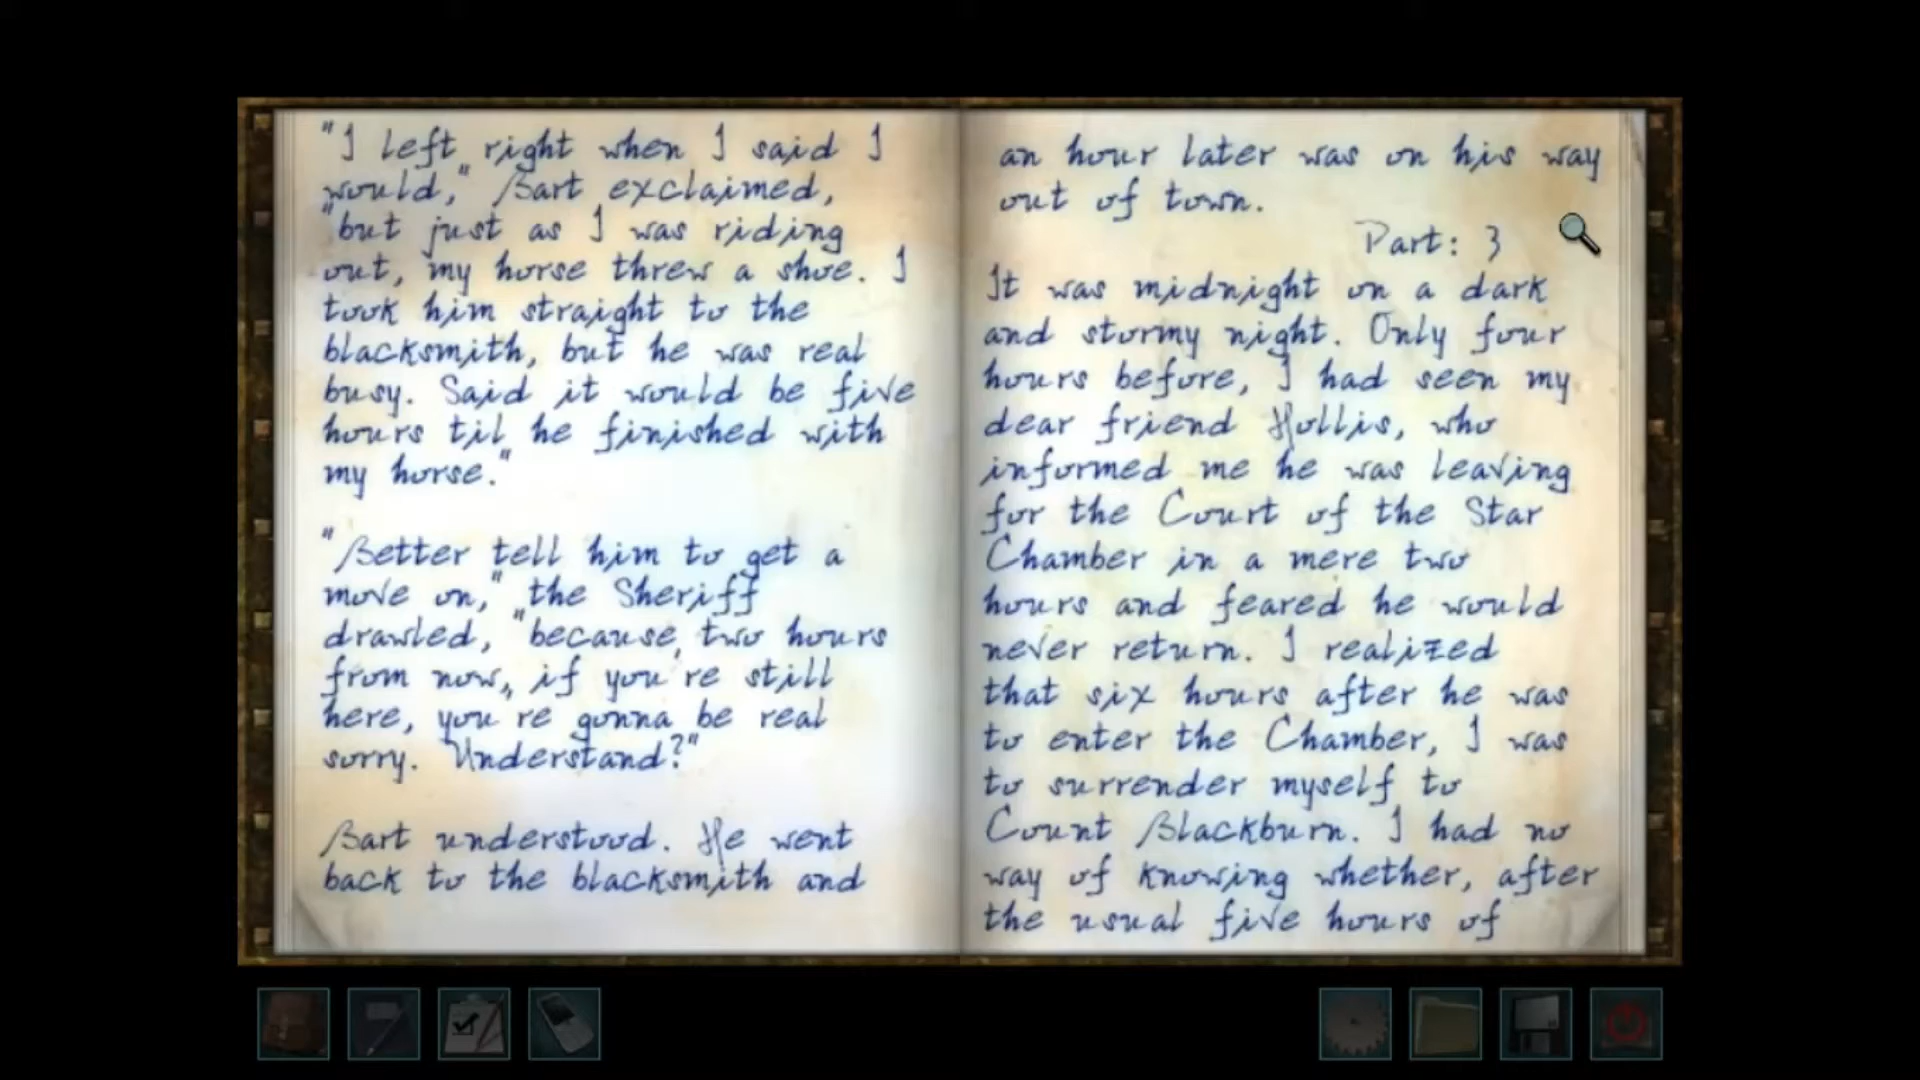 "I left right when I said I
would," Bart exclaimed,
"but just as I was riding
out, my horse threw a shoe. I
took him straight to the
blacksmith, but he was real
busy. Said it would be five
hours til he finished with
my horse."
"Better tell him to get a
move on," the Sheriff
drawled, "because, two hours
from now, if you're still
here, you're gonna be real
sorry. Understand?"
Bart understood. He went
back to the blacksmith and
an hour later was on his way
out of town.
Part: 3
It was midnight on a dark
and stormy night. Only four
hours before, I had seen my
dear friend Hollis, who
informed me he was leaving
for the Court of the Star
Chamber in a mere two
hours and feared he would
never return. I realized
that six hours after he was
to enter the Chamber, I was
to surrender myself to
Count Blackburn. I had no
way of knowing whether, after
the usual five hours of